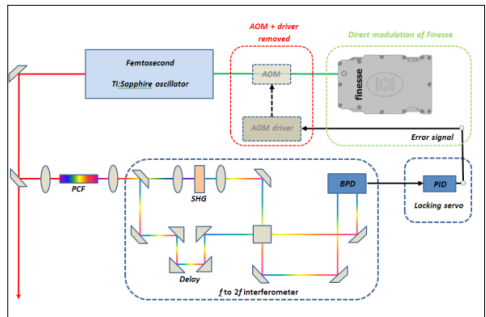 AOM + driver
removed
Direct modulation of Finesse
Femtosecond
Ti:Sapphire oscillator
AOM
finesse
AOM driver
Error signal
PCF
SHG
BPD
PID
Locking servo
Delay
f to 2f interferometer